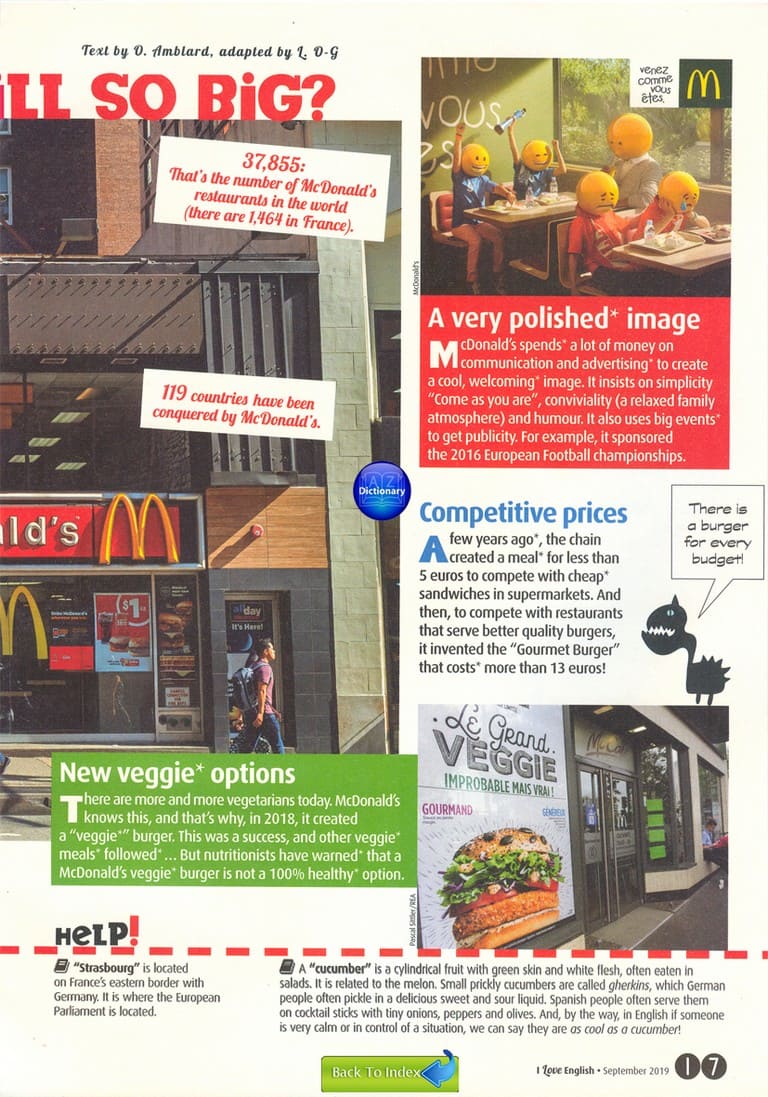 Text by D. Amblard, adapted by L. D-G
ILL SO BiG?
37,855:
That's the number of McDonald's
restaurants in the world
(there are 1,464 in France).
119 countries have been
conquered by McDonald's.
ald's
$1
allday
It's Here!
venez
comme
vous
êtes.
VOUS
es
McDonald's
A very polished* image
McDonald's spends* a lot of money on
communication and advertising* to create
a cool, welcoming* image. It insists on simplicity
"Come as you are", conviviality (a relaxed family
atmosphere) and humour. It also uses big events*
to get publicity. For example, it sponsored
the 2016 European Football championships.
AZ
Dictionary
Competitive prices
A few years ago*, the chain
created a meal* for less than
5 euros to compete with cheap*
sandwiches in supermarkets. And
then, to compete with restaurants
that serve better quality burgers,
it invented the "Gourmet Burger"
that costs* more than 13 euros!
There is
a burger
for every
budget!
New veggie* options
There are more and more vegetarians today. McDonald's
knows this, and that's why, in 2018, it created
a "veggie*" burger. This was a success, and other veggie*
meals* followed* ... But nutritionists have warned* that a
McDonald's veggie* burger is not a 100% healthy* option.
Le Grand
VEGGIE
IMPROBABLE MAIS VRAI !
GOURMAND
GÉNÉREUX
McCafé
Pascal Sittler/REA
HeLP!
"Strasbourg" is located
on France's eastern border with
Germany. It is where the European
Parliament is located.
A "cucumber" is a cylindrical fruit with green skin and white flesh, often eaten in
salads. It is related to the melon. Small prickly cucumbers are called gherkins, which German
people often pickle in a delicious sweet and sour liquid. Spanish people often serve them
on cocktail sticks with tiny onions, peppers and olives. And, by the way, in English if someone
is very calm or in control of a situation, we can say they are as cool as a cucumber!
Back To Index
I Love English • September 2019 17